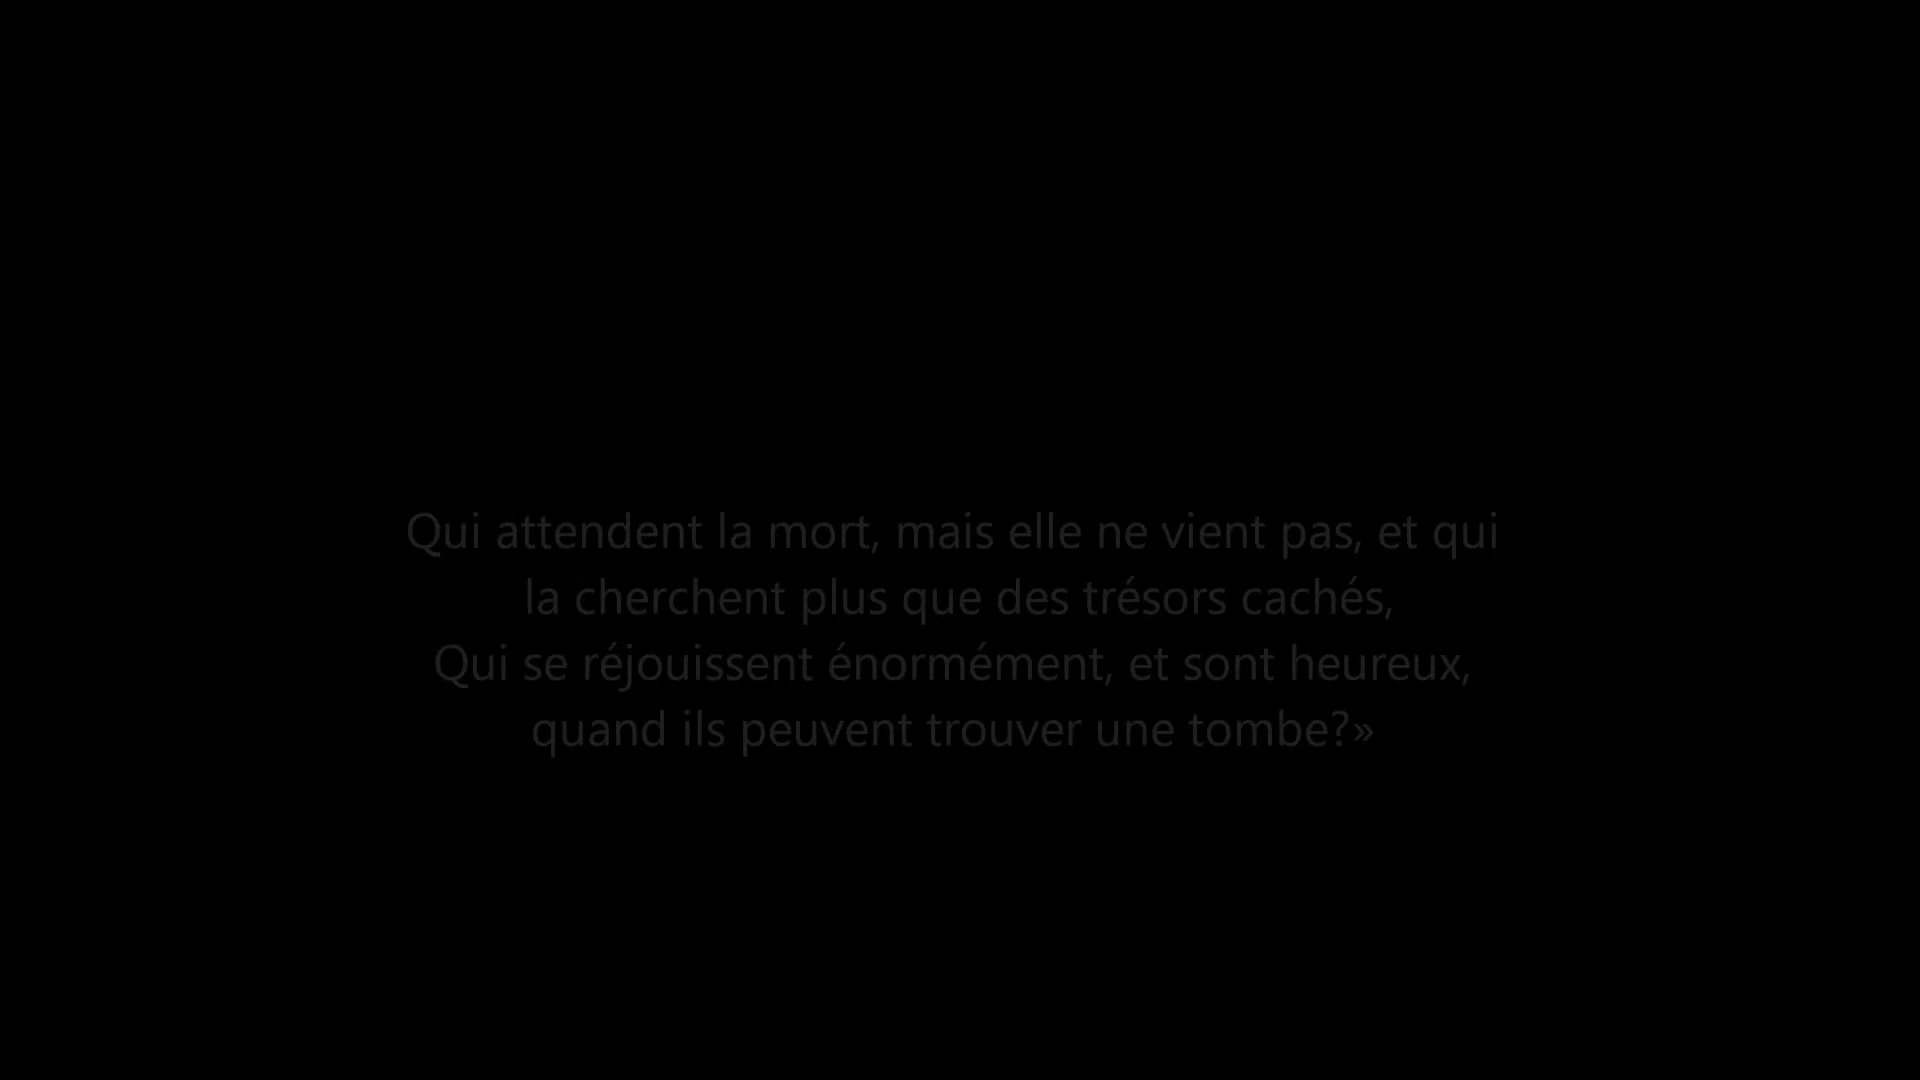 Qui attendent la mort, mais elle ne vient pas, et qui
la cherchent plus que des trésors cachés,
Qui se réjouissent énormément, et sont heureux,
quand ils peuvent trouver une tombe?»